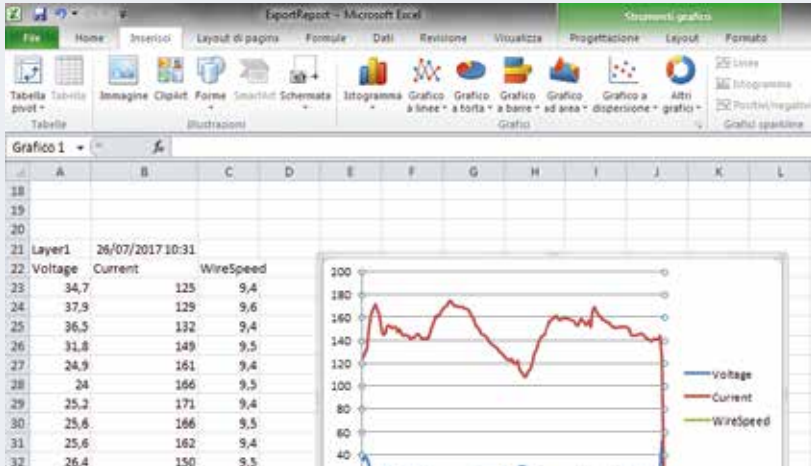 ExportReport - Microsoft Excel
Strumenti grafico
File Home Inserisci Layout di pagina Formule Dati Revisione Visualizza Progettazione Layout Formato
Tabella pivot Tabella Immagine ClipArt Forme SmartArt Schermata Istogramma Grafico a linee Grafico a torta Grafico a barre Grafico ad area Grafico a dispersione Altri grafici
Linee
Istogramma
Positivi/negativi
Tabelle Illustrazioni Grafici Grafici sparkline
Grafico 1 fx
A B C D E F G H I J K L
18
19
20
21 Layer1 26/07/2017 10:31
22 Voltage Current WireSpeed
23 34,7 125 9,4
24 37,9 129 9,6
25 36,5 132 9,4
26 31,8 149 9,5
27 24,9 161 9,4
28 24 166 9,5
29 25,2 171 9,4
30 25,6 166 9,5
31 25,6 162 9,4
32 26,4 150 9,5
200
180
160
140
120
100
80
60
40
Voltage
Current
WireSpeed